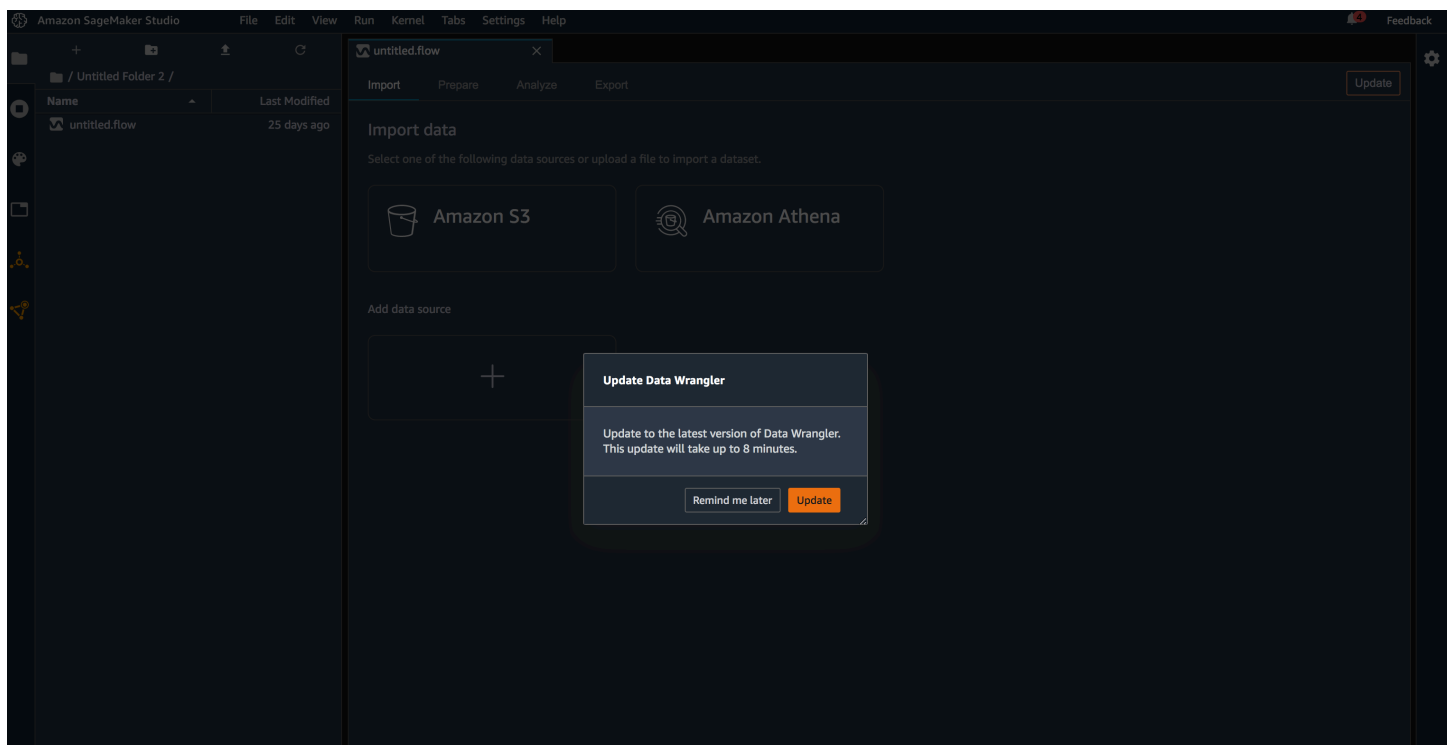 Amazon SageMaker Studio File Edit View Run Kernel Tabs Settings Help 4 Feedback
untitled.flow
/ Untitled Folder 2 /
Import Prepare Analyze Export Update
Name Last Modified
untitled.flow 25 days ago
Import data
Select one of the following data sources or upload a file to import a dataset.
Amazon S3 Amazon Athena
Add data source
Update Data Wrangler
Update to the latest version of Data Wrangler.
This update will take up to 8 minutes.
Remind me later Update